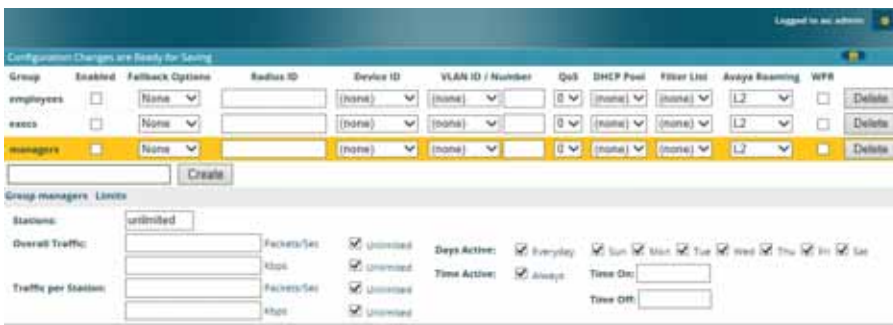 Logged in as: admin
Configuration Changes are Ready for Saving
Group Enabled Fallback Options Radius ID Device ID VLAN ID / Number QoS DHCP Pool Filter List Avaya Roaming WPR
employees None (none) (none) 0 (none) (none) L2 Delete
execs None (none) (none) 0 (none) (none) L2 Delete
managers None (none) (none) 0 (none) (none) L2 Delete
Create
Group managers Limits
Stations: unlimited
Overall Traffic: Packets/Sec Unlimited Days Active: Everyday Sun Mon Tue Wed Thu Fri Sat
Kbps Unlimited Time Active: Always Time On:
Traffic per Station: Packets/Sec Unlimited Time Off:
Kbps Unlimited